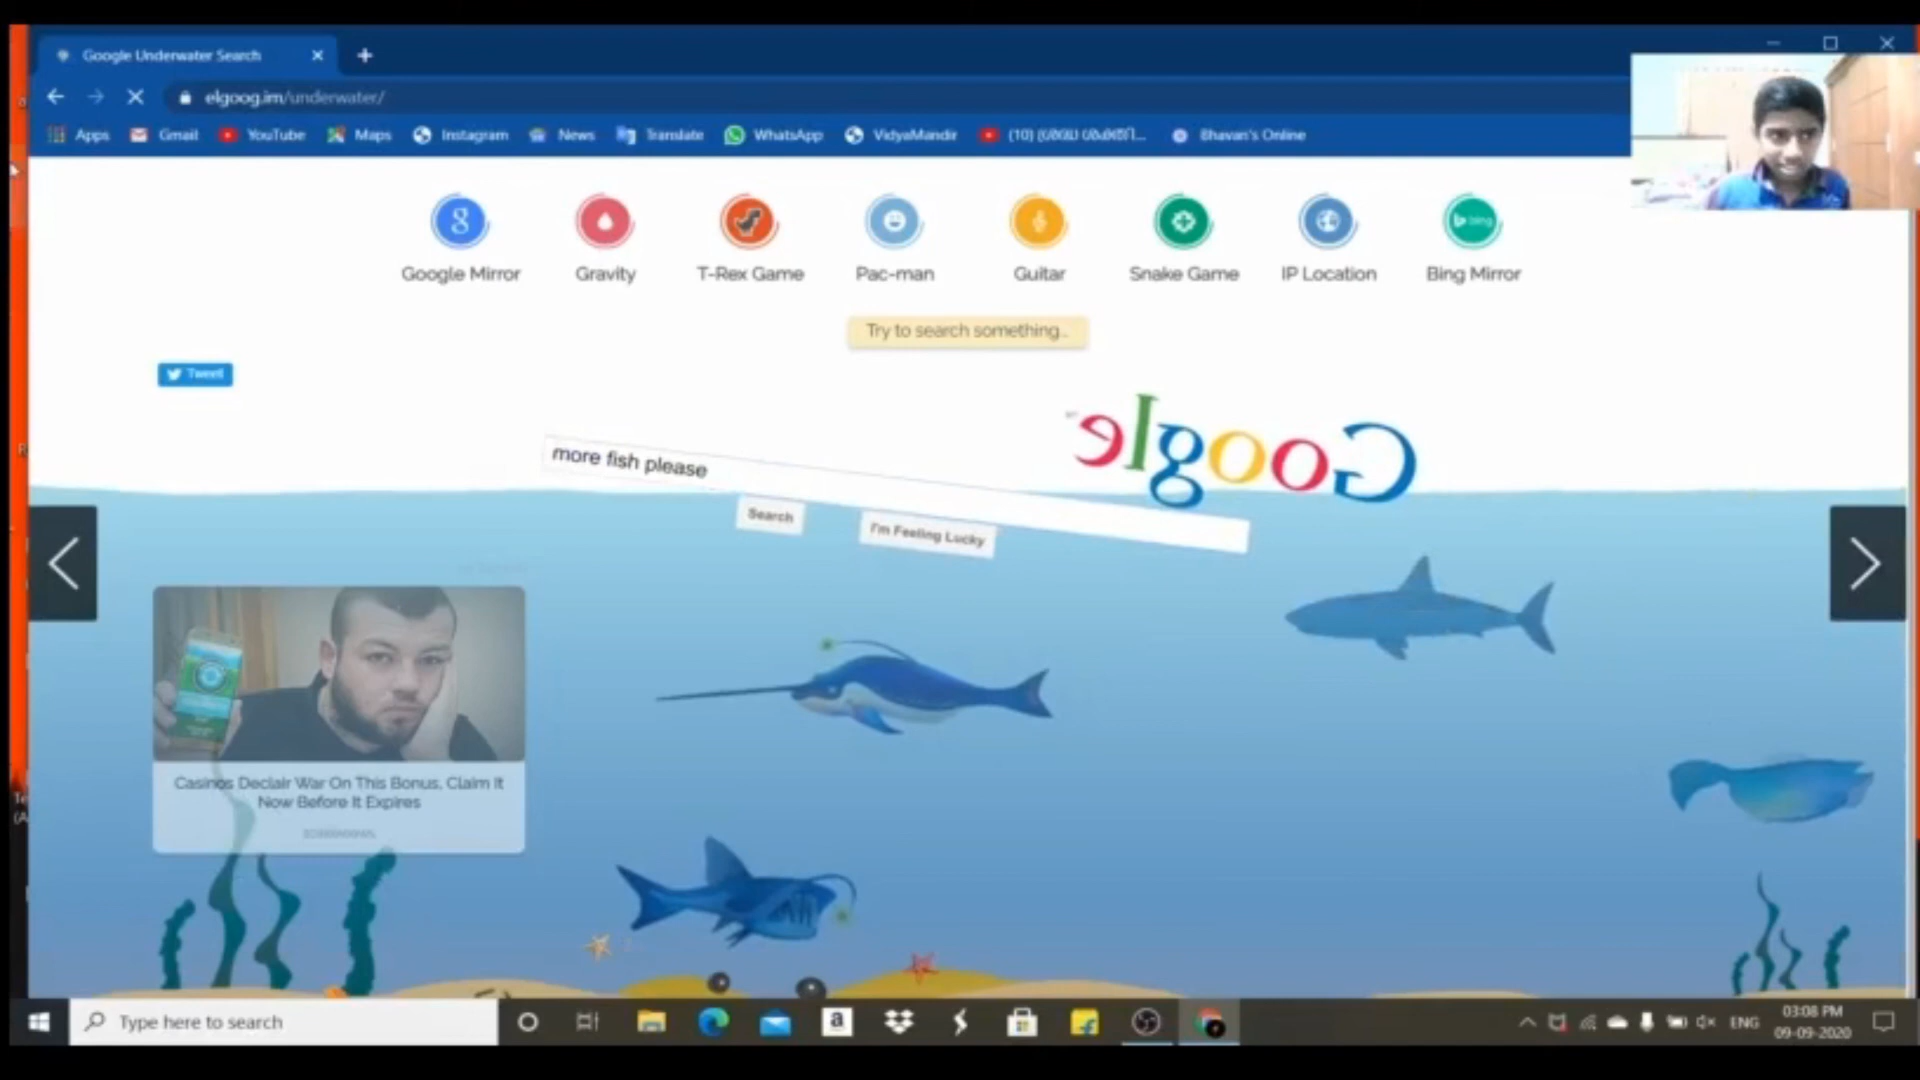 Google Underwater Search
elgoog.im/underwater/
Apps Gmail YouTube Maps Instagram News Translate WhatsApp VidyaMandir (10) Bhavan's Online
Google Mirror Gravity T-Rex Game Pac-man Guitar Snake Game IP Location Bing Mirror
Try to search something..
Tweet
Google
more fish please
Search I'm Feeling Lucky
Casinos Declair War On This Bonus, Claim It
Now Before It Expires
Type here to search
ENG
03:08 PM
09-09-2020